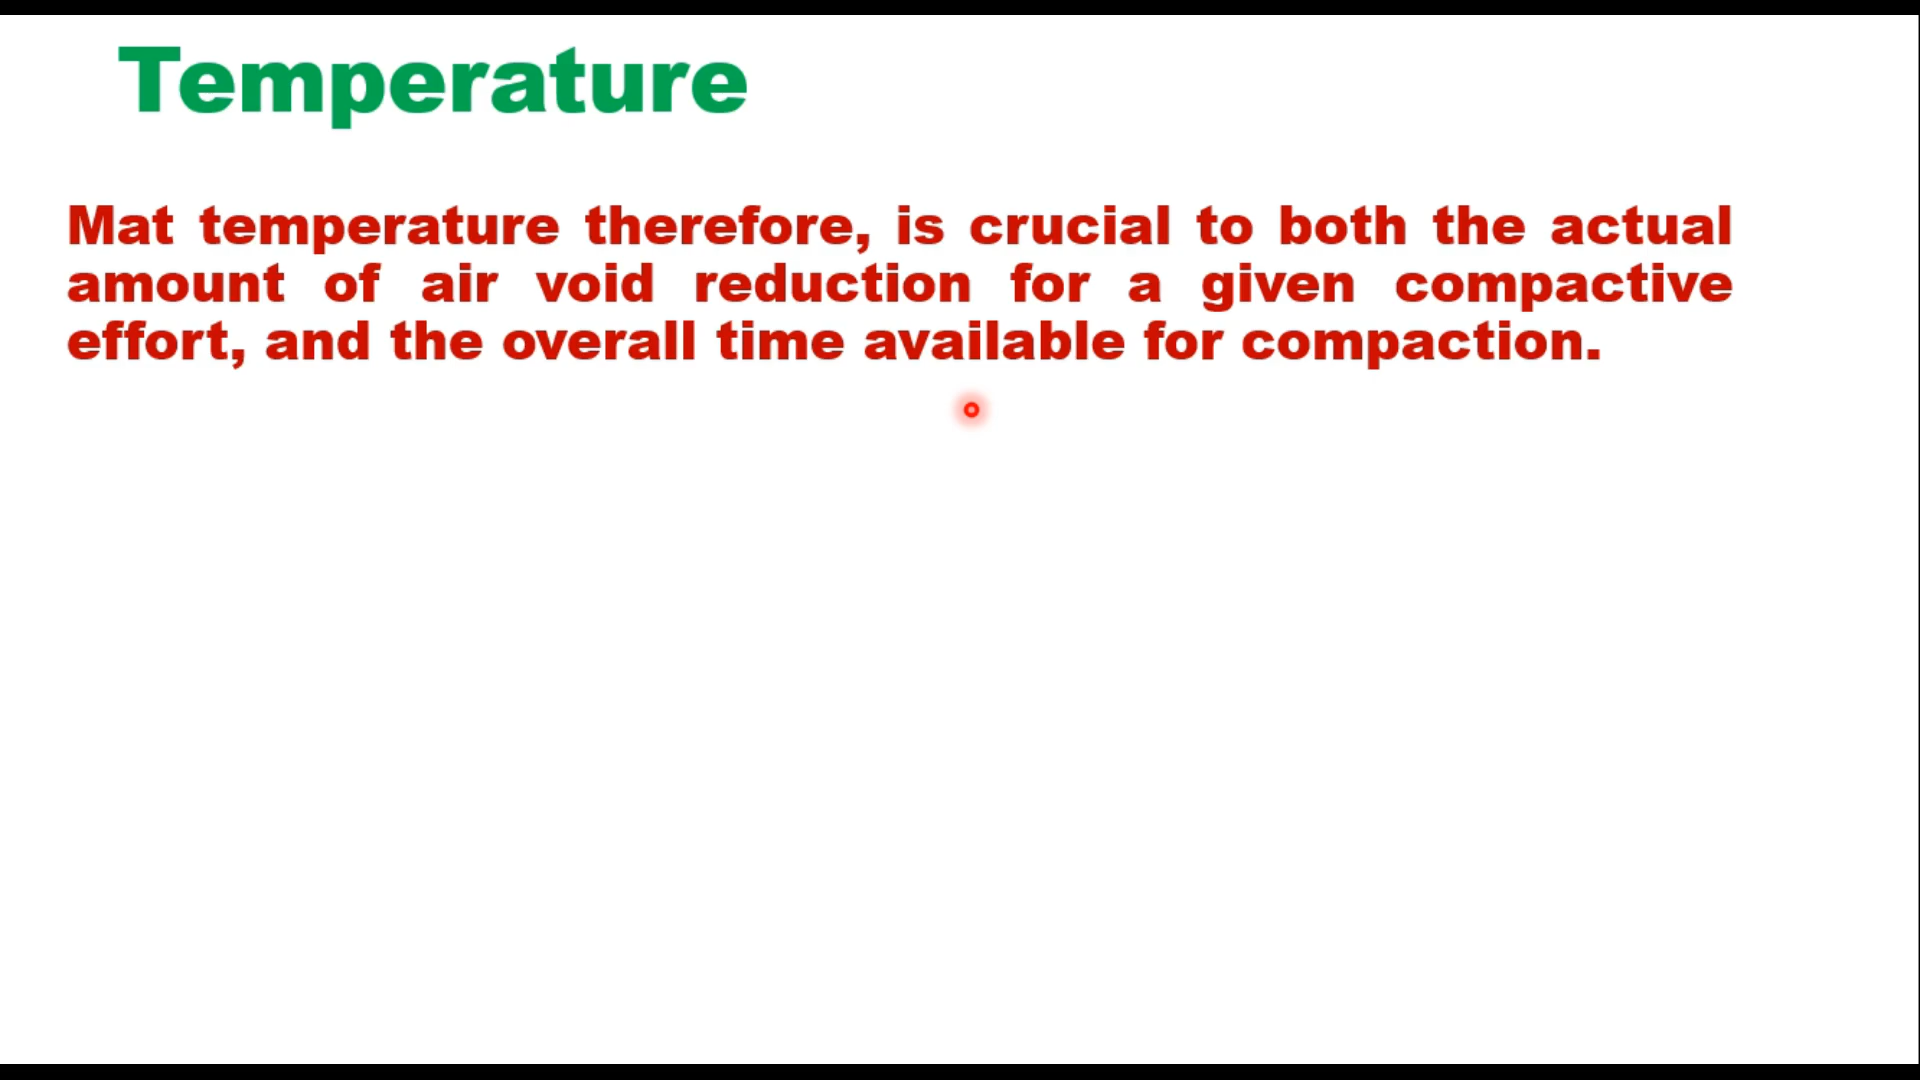 Temperature
Mat temperature therefore, is crucial to both the actual
amount of air void reduction for a given compactive
effort, and the overall time available for compaction.